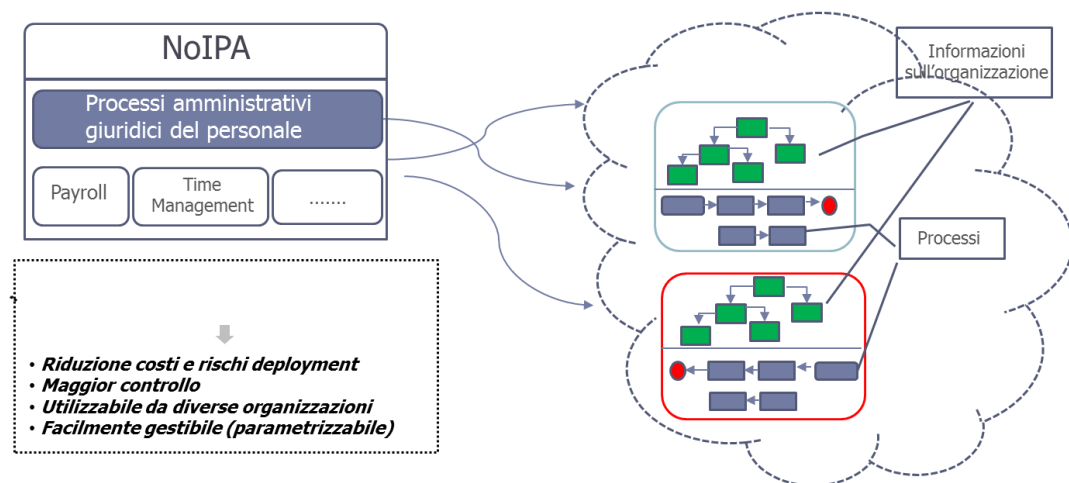 NoIPA
Processi amministrativi
giuridici del personale
Payroll
Time
Management
.......
• Riduzione costi e rischi deployment
• Maggior controllo
• Utilizzabile da diverse organizzazioni
• Facilmente gestibile (parametrizzabile)
Informazioni
sull'organizzazione
Processi